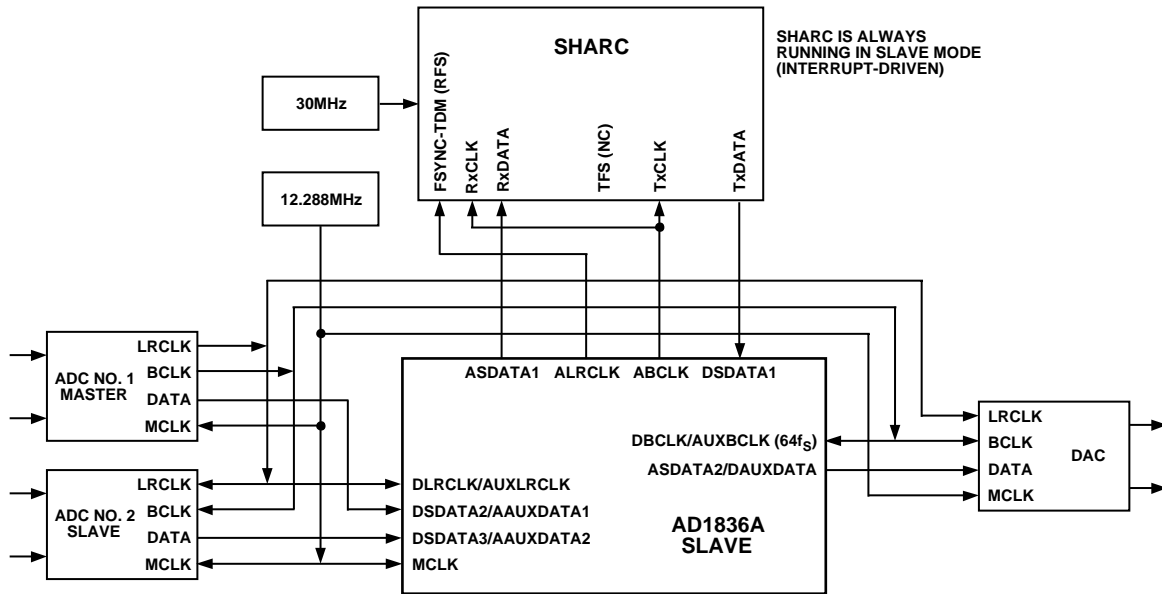 SHARC
SHARC IS ALWAYS
RUNNING IN SLAVE MODE
(INTERRUPT-DRIVEN)
30MHz
12.288MHz
FSYNC-TDM (RFS)
RxCLK
RxDATA
TFS (NC)
TxCLK
TxDATA
ADC NO. 1
MASTER
LRCLK
BCLK
DATA
MCLK
ADC NO. 2
SLAVE
LRCLK
BCLK
DATA
MCLK
ASDATA1 ALRCLK ABCLK DSDATA1
DBCLK/AUXBCLK (64fS)
ASDATA2/DAUXDATA
DLRCLK/AUXLRCLK
DSDATA2/AAUXDATA1
DSDATA3/AAUXDATA2
MCLK
AD1836A
SLAVE
LRCLK
BCLK
DATA
MCLK
DAC